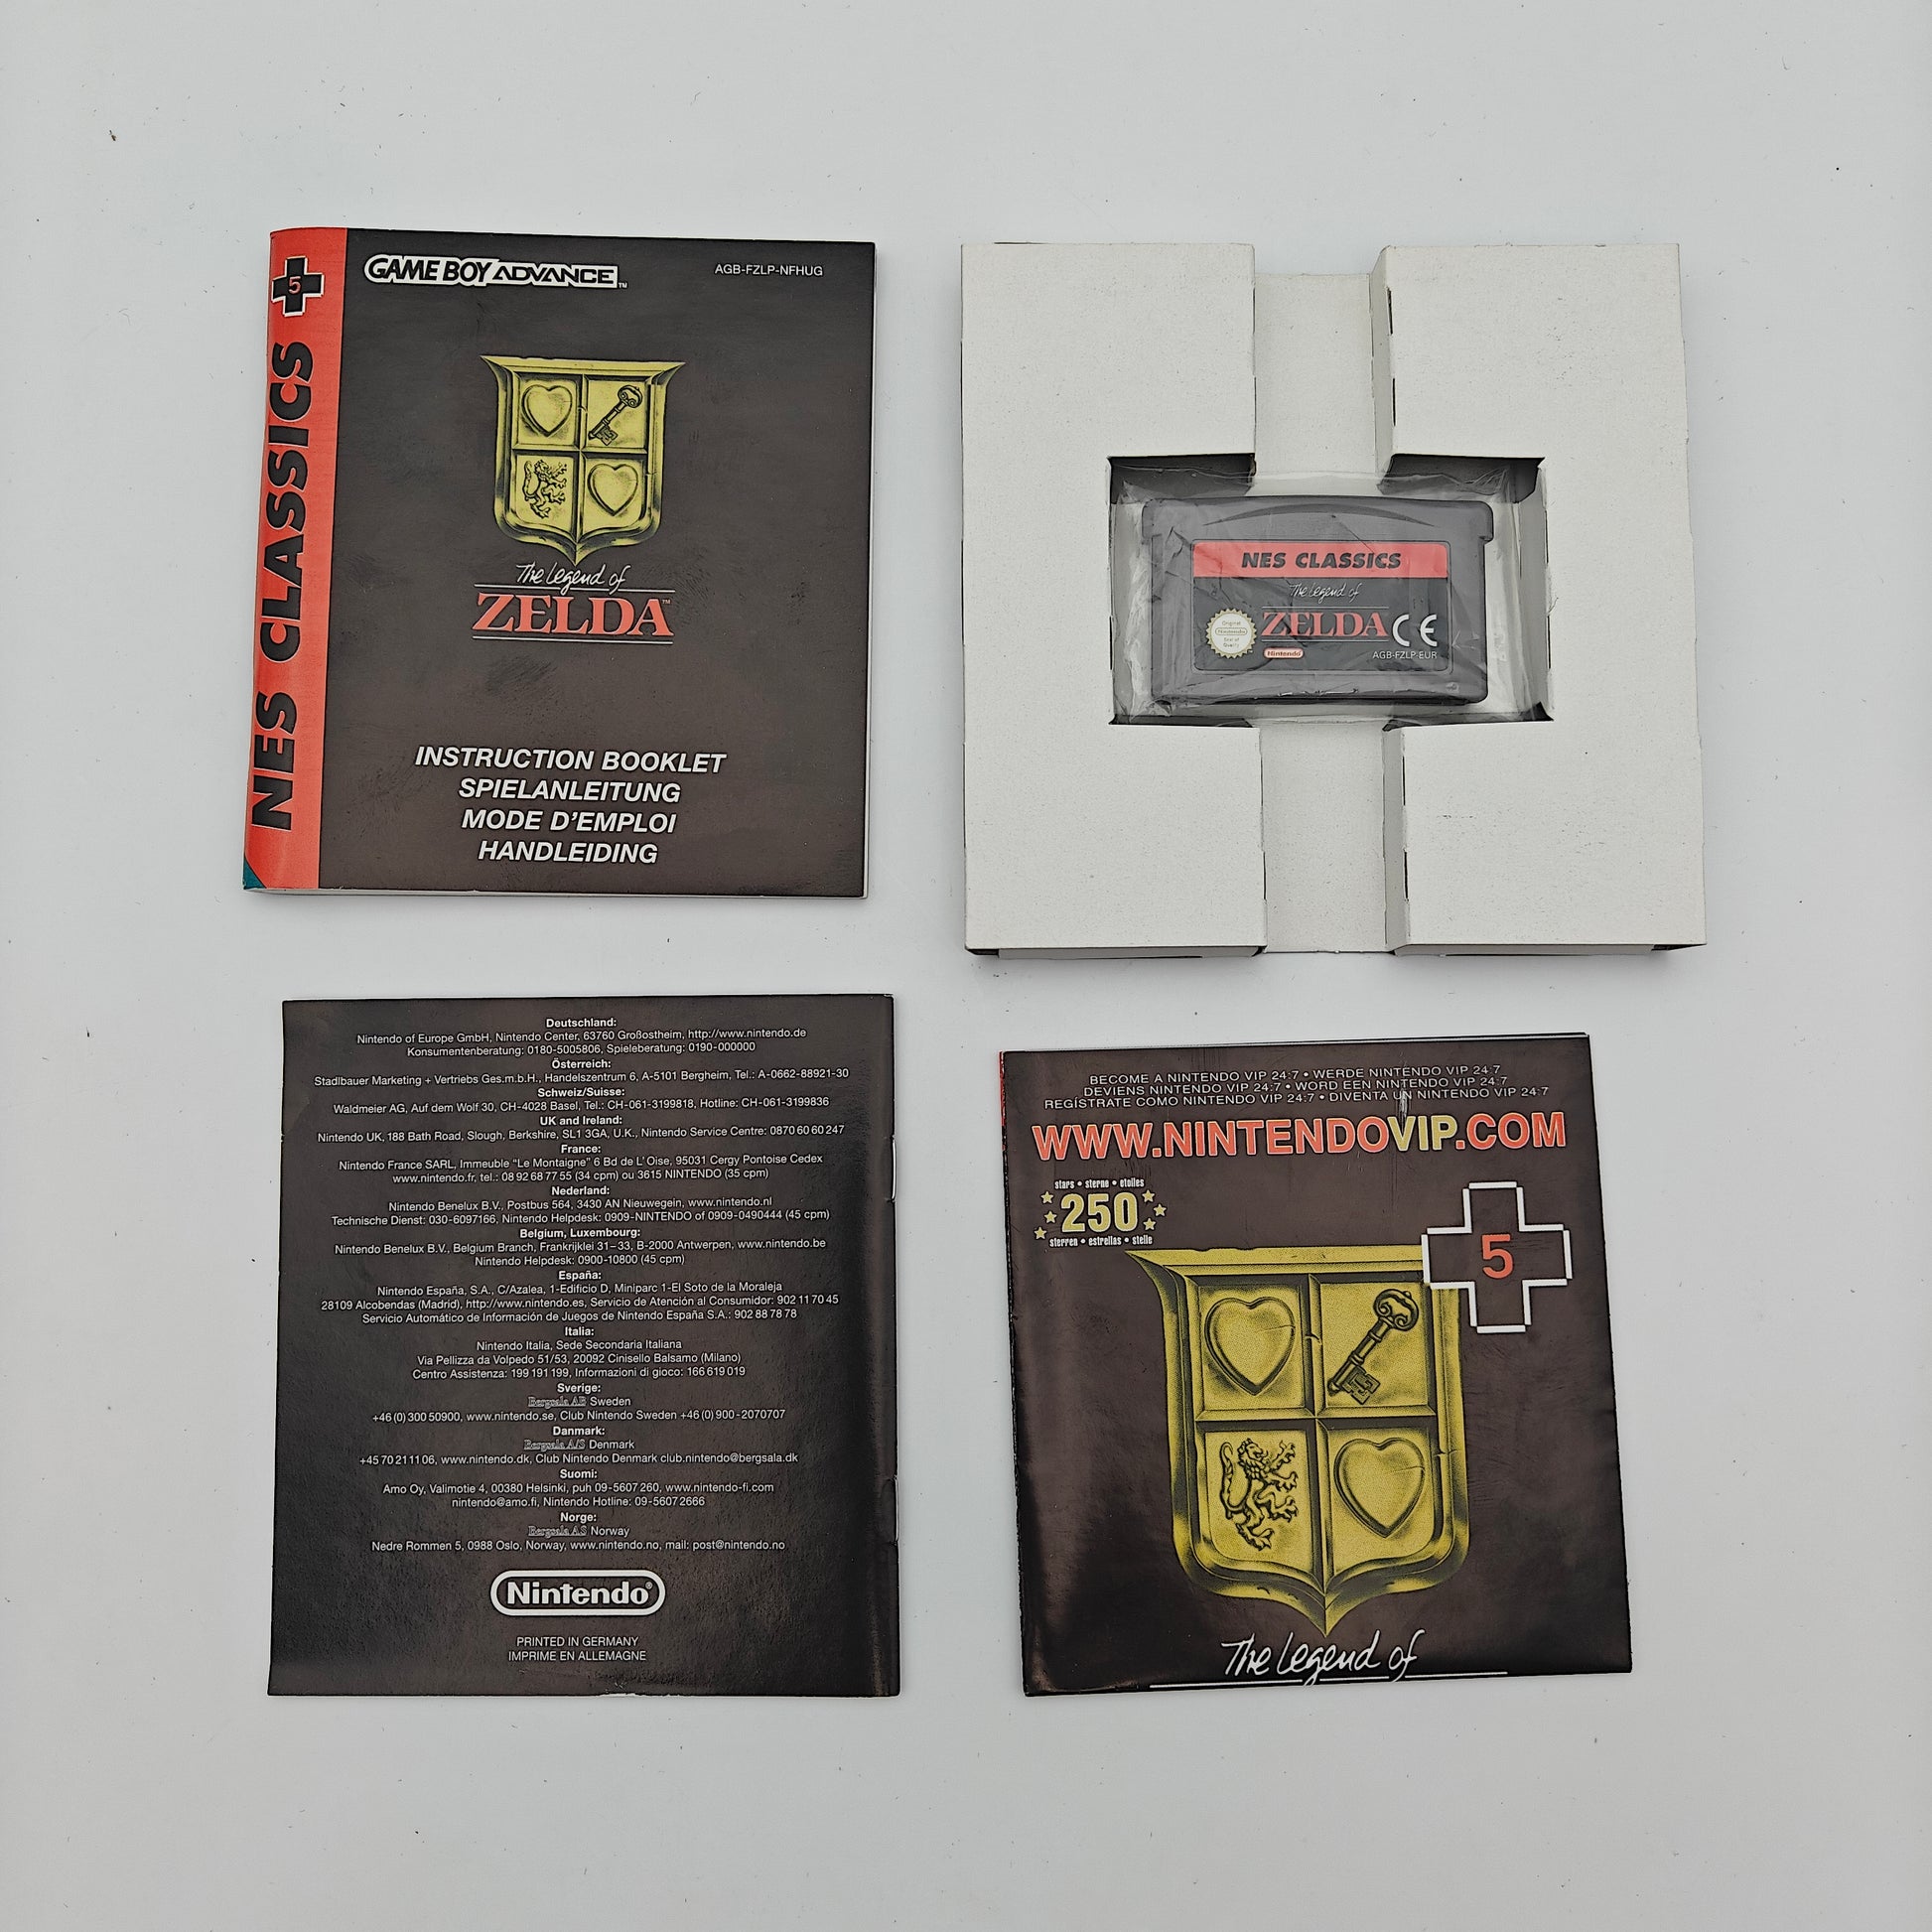 NES CLASSICS
5
GAME BOY ADVANCE™
AGB-FZLP-NFHUG
The Legend of
ZELDA™
INSTRUCTION BOOKLET
SPIELANLEITUNG
MODE D'EMPLOI
HANDLEIDING
NES CLASSICS
The Legend of
ZELDA
Original
Nintendo
Seal of
Quality
CE
Nintendo
AGB-FZLP-EUR
Deutschland:
Nintendo of Europe GmbH, Nintendo Center, 63760 Großostheim, http://www.nintendo.de
Konsumentenberatung: 0180-5005806, Spieleberatung: 0190-000000
Österreich:
Stadlbauer Marketing + Vertriebs Ges.m.b.H., Handelszentrum 6, A-5101 Bergheim, Tel.: A-0662-88921-30
Schweiz/Suisse:
Waldmeier AG, Auf dem Wolf 30, CH-4028 Basel, Tel.: CH-061-3199818, Hotline: CH-061-3199836
UK and Ireland:
Nintendo UK, 188 Bath Road, Slough, Berkshire, SL1 3GA, U.K., Nintendo Service Centre: 0870 60 60 247
France:
Nintendo France SARL, Immeuble "Le Montaigne" 6 Bd de L'Oise, 95031 Cergy Pontoise Cedex
www.nintendo.fr, tel.: 08 92 68 77 55 (34 cpm) ou 3615 NINTENDO (35 cpm)
Nederland:
Nintendo Benelux B.V., Postbus 564, 3430 AN Nieuwegein, www.nintendo.nl
Technische Dienst: 030-6097166, Nintendo Helpdesk: 0909-NINTENDO of 0909-0490444 (45 cpm)
Belgium, Luxembourg:
Nintendo Benelux B.V., Belgium Branch, Frankrijklei 31–33, B-2000 Antwerpen, www.nintendo.be
Nintendo Helpdesk: 0900-10800 (45 cpm)
España:
Nintendo España, S.A., C/Azalea, 1-Edificio D, Miniparc 1-El Soto de la Moraleja
28109 Alcobendas (Madrid), http://www.nintendo.es, Servicio de Atención al Consumidor: 902 11 70 45
Servicio Automático de Información de Juegos de Nintendo España S.A.: 902 88 78 78
Italia:
Nintendo Italia, Sede Secondaria Italiana
Via Pellizza da Volpedo 51/53, 20092 Cinisello Balsamo (Milano)
Centro Assistenza: 199 191 199, Informazioni di gioco: 166 619 019
Sverige:
Bergsala AB Sweden
+46 (0) 300 50900, www.nintendo.se, Club Nintendo Sweden +46 (0) 900-2070707
Danmark:
Bergsala A/S Denmark
+45 70 21 11 06, www.nintendo.dk, Club Nintendo Denmark club.nintendo@bergsala.dk
Suomi:
Amo Oy, Valimotie 4, 00380 Helsinki, puh 09-5607 260, www.nintendo-fi.com
nintendo@amo.fi, Nintendo Hotline: 09-5607 2666
Norge:
Bergsala AS Norway
Nedre Rommen 5, 0988 Oslo, Norway, www.nintendo.no, mail: post@nintendo.no
Nintendo®
PRINTED IN GERMANY
IMPRIME EN ALLEMAGNE
BECOME A NINTENDO VIP 24:7 • WERDE NINTENDO VIP 24:7
DEVIENS NINTENDO VIP 24:7 • WORD EEN NINTENDO VIP 24:7
REGÍSTRATE COMO NINTENDO VIP 24:7 • DIVENTA UN NINTENDO VIP 24:7
WWW.NINTENDOVIP.COM
stars • sterne • etoiles
250
sterren • estrellas • stelle
5
The Legend of